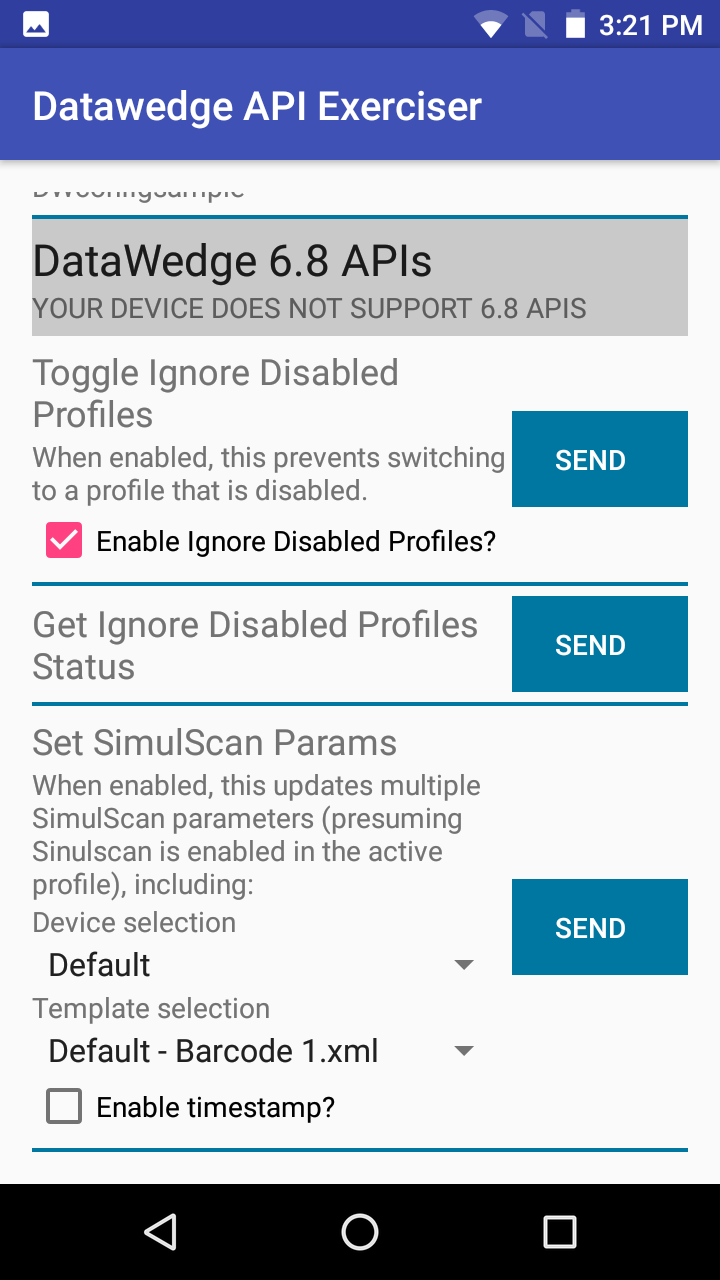 3:21 PM
Datawedge API Exerciser
DataWedge 6.8 APIs
YOUR DEVICE DOES NOT SUPPORT 6.8 APIS
Toggle Ignore Disabled
Profiles
When enabled, this prevents switching
to a profile that is disabled.
SEND
Enable Ignore Disabled Profiles?
Get Ignore Disabled Profiles
Status
SEND
Set SimulScan Params
When enabled, this updates multiple
SimulScan parameters (presuming
Sinulscan is enabled in the active
profile), including:
Device selection
SEND
Default
Template selection
Default - Barcode 1.xml
Enable timestamp?